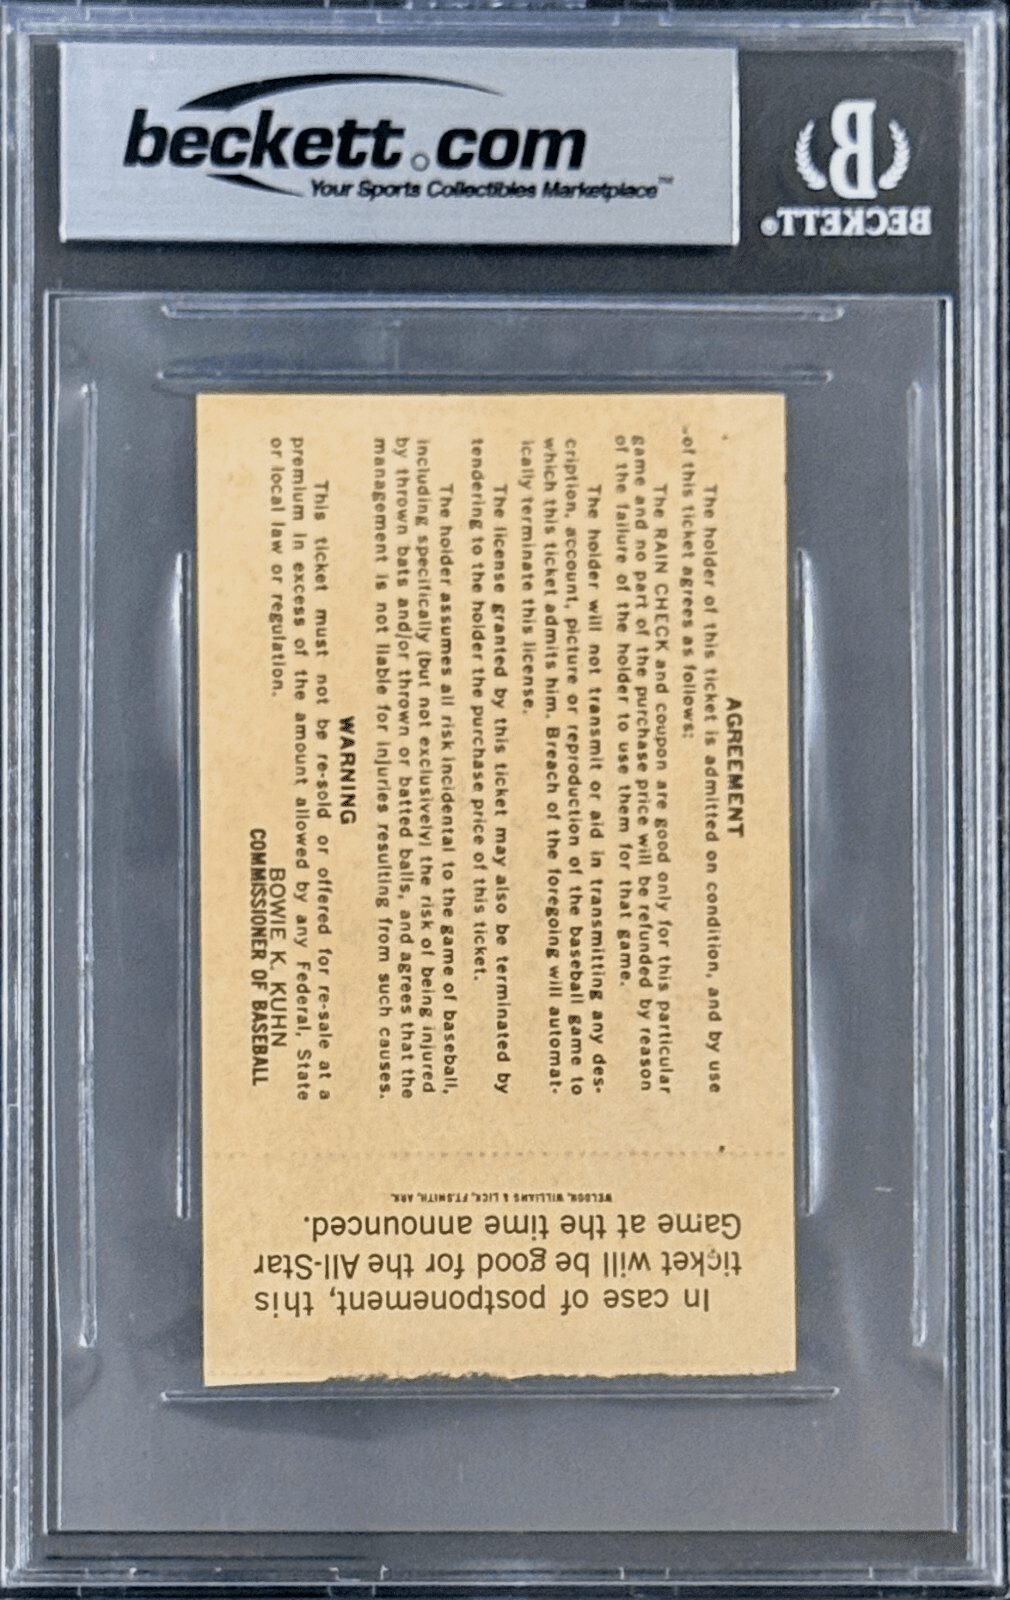 beckett.com
Your Sports Collectibles Marketplace™
B
BECKETT®
AGREEMENT
The holder of this ticket is admitted on condition, and by use
of this ticket agrees as follows:
The RAIN CHECK and coupon are good only for this particular
game and no part of the purchase price will be refunded by reason
of the failure of the holder to use them for that game.
The holder will not transmit or aid in transmitting any des-
cription, account, picture or reproduction of the baseball game to
which this ticket admits him. Breach of the foregoing will automat-
ically terminate this license.
The license granted by this ticket may also be terminated by
tendering to the holder the purchase price of this ticket.
The holder assumes all risk incidental to the game of baseball,
including specifically (but not exclusively) the risk of being injured
by thrown bats and/or thrown or batted balls, and agrees that the
management is not liable for injuries resulting from such causes.
WARNING
This ticket must not be re-sold or offered for re-sale at a
premium in excess of the amount allowed by any Federal, State
or local law or regulation.
BOWIE K. KUHN
COMMISSIONER OF BASEBALL
In case of postponement, this
ticket will be good for the All-Star
Game at the time announced.
WELDON, WILLIAMS & LICK, FT.SMITH, ARK.